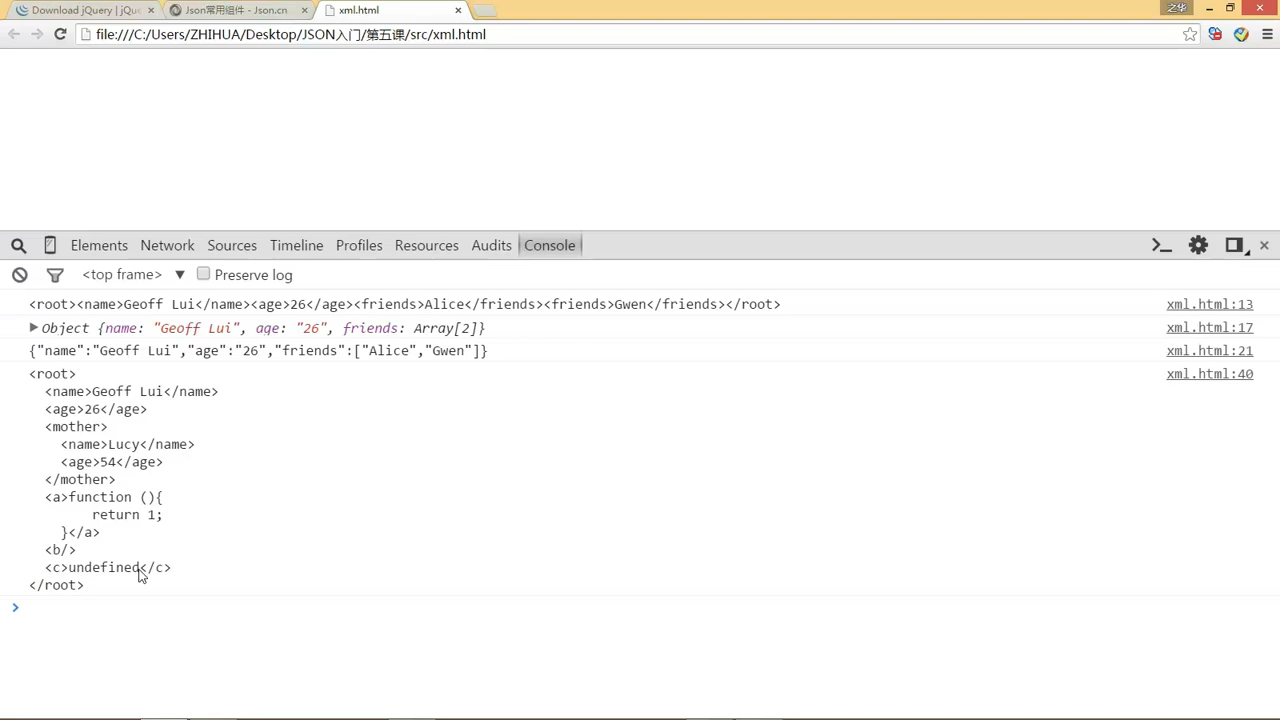 Download jQuery | jQu
Json常用组件 - Json.cn
xml.html
之华
file:///C:/Users/ZHIHUA/Desktop/JSON入门/第五课/src/xml.html
Elements Network Sources Timeline Profiles Resources Audits Console
<top frame> ▼ Preserve log
<root><name>Geoff Lui</name><age>26</age><friends>Alice</friends><friends>Gwen</friends></root> xml.html:13
Object {name: "Geoff Lui", age: "26", friends: Array[2]} xml.html:17
{"name":"Geoff Lui","age":"26","friends":["Alice","Gwen"]} xml.html:21
<root> xml.html:40
<name>Geoff Lui</name>
<age>26</age>
<mother>
<name>Lucy</name>
<age>54</age>
</mother>
<a>function (){
return 1;
}</a>
<b/>
<c>undefined</c>
</root>